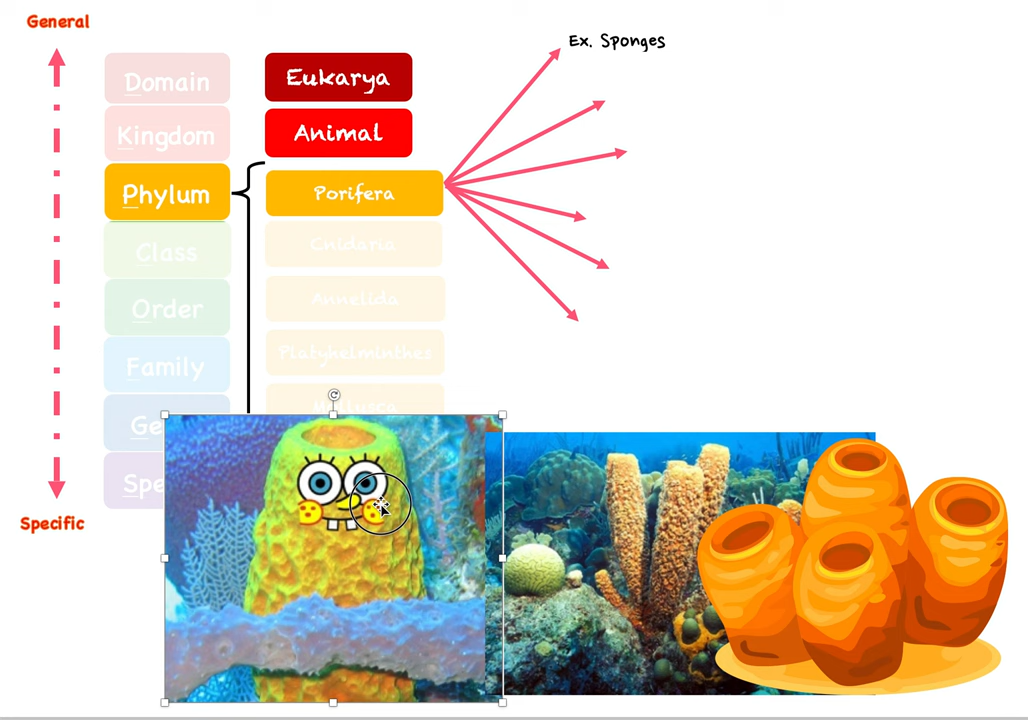 General
Ex. Sponges
Domain
Eukarya
Kingdom
Animal
Phylum
Porifera
Class
Cnidaria
Order
Annelida
Family
Platyhelminthes
Specific